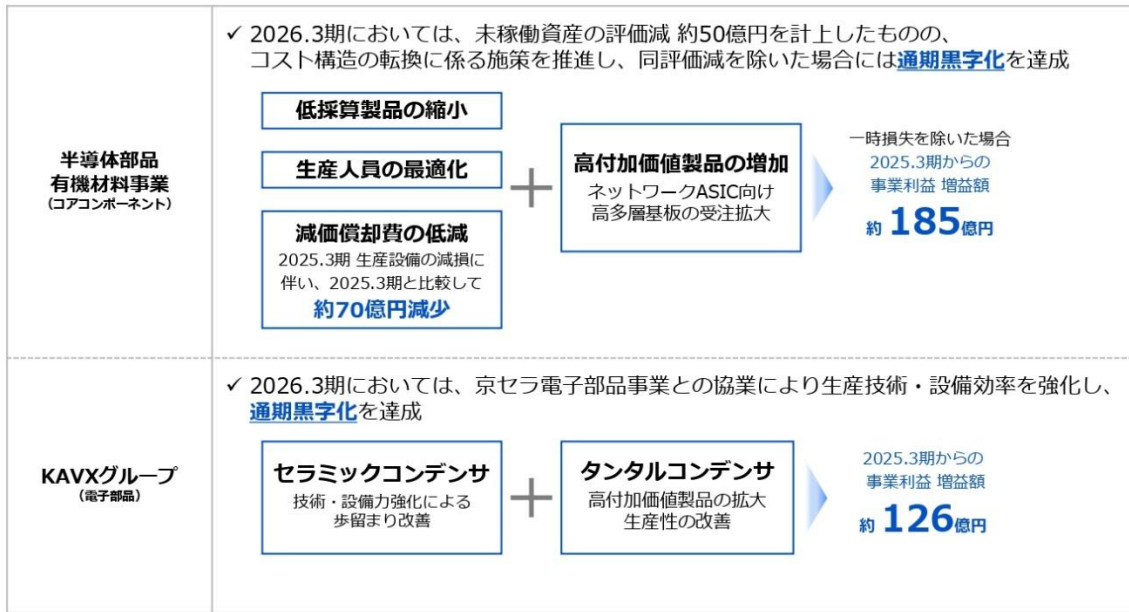 ✓ 2026.3期においては、未稼働資産の評価減 約50億円を計上したものの、
コスト構造の転換に係る施策を推進し、同評価減を除いた場合には通期黒字化を達成
半導体部品
有機材料事業
（コアコンポーネント）
低採算製品の縮小
生産人員の最適化
減価償却費の低減
2025.3期 生産設備の減損に
伴い、2025.3期と比較して
約70億円減少
＋
高付加価値製品の増加
ネットワークASIC向け
高多層基板の受注拡大
一時損失を除いた場合
2025.3期からの
事業利益 増益額
約 185億円
✓ 2026.3期においては、京セラ電子部品事業との協業により生産技術・設備効率を強化し、
通期黒字化を達成
KAVXグループ
（電子部品）
セラミックコンデンサ
技術・設備力強化による
歩留まり改善
＋
タンタルコンデンサ
高付加価値製品の拡大
生産性の改善
2025.3期からの
事業利益 増益額
約 126億円